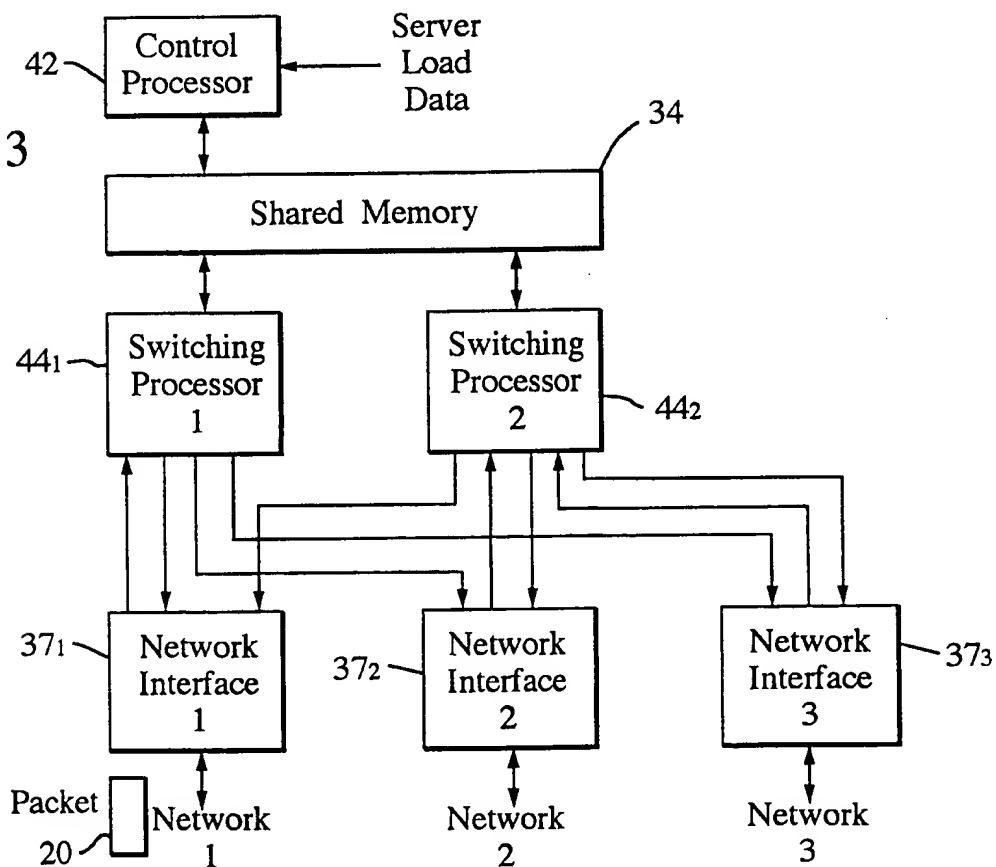 Control
Processor
42
Server
Load
Data
34
3
Shared Memory
Switching
Processor
1
44₁
Switching
Processor
2
44₂
Network
Interface
1
37₁
Network
Interface
2
37₂
Network
Interface
3
37₃
Packet
20
Network
1
Network
2
Network
3